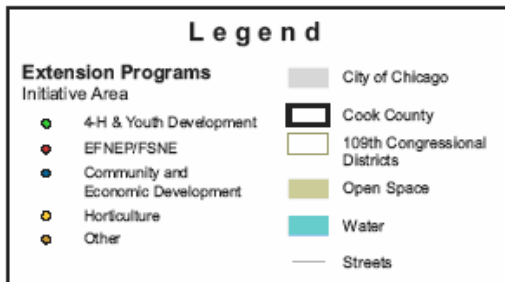 Legend
Extension Programs
Initiative Area
4-H & Youth Development
EFNEP/FSNE
Community and
Economic Development
Horticulture
Other
City of Chicago
Cook County
109th Congressional
Districts
Open Space
Water
Streets